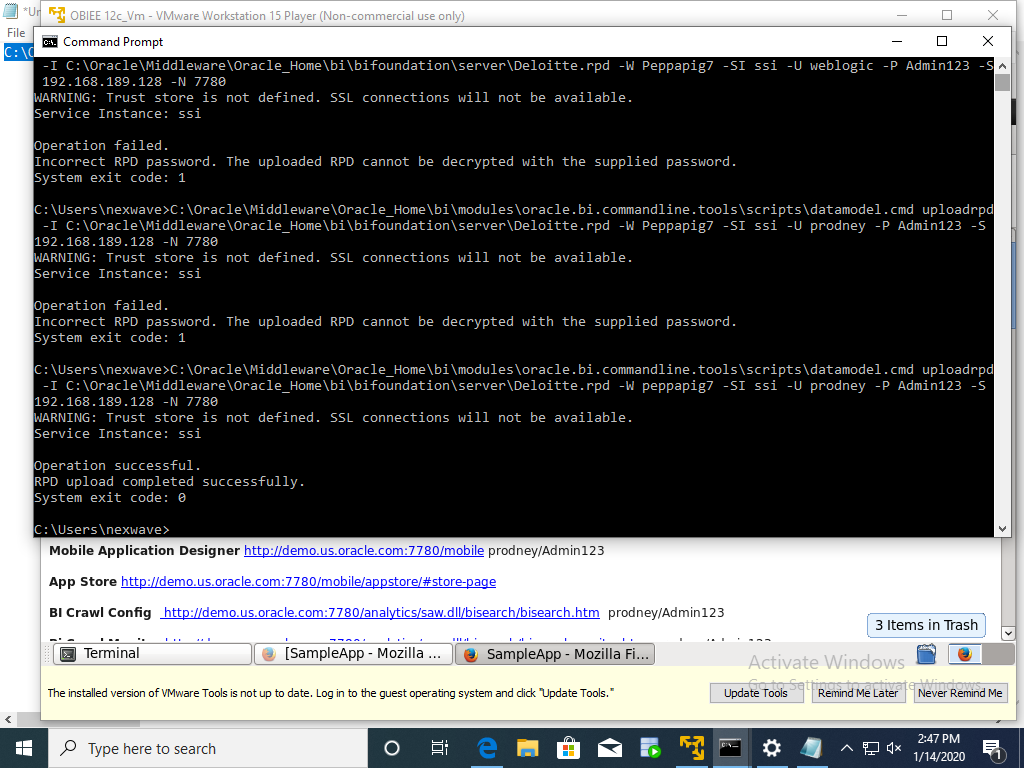 *Un
OBIEE 12c_Vm - VMware Workstation 15 Player (Non-commercial use only)
File
Command Prompt
C:\O
-I C:\Oracle\Middleware\Oracle_Home\bi\bifoundation\server\Deloitte.rpd -W Peppapig7 -SI ssi -U weblogic -P Admin123 -S
192.168.189.128 -N 7780
WARNING: Trust store is not defined. SSL connections will not be available.
Service Instance: ssi
Operation failed.
Incorrect RPD password. The uploaded RPD cannot be decrypted with the supplied password.
System exit code: 1
C:\Users\nexwave>C:\Oracle\Middleware\Oracle_Home\bi\modules\oracle.bi.commandline.tools\scripts\datamodel.cmd uploadrpd
-I C:\Oracle\Middleware\Oracle_Home\bi\bifoundation\server\Deloitte.rpd -W Peppapig7 -SI ssi -U prodney -P Admin123 -S
192.168.189.128 -N 7780
WARNING: Trust store is not defined. SSL connections will not be available.
Service Instance: ssi
Operation failed.
Incorrect RPD password. The uploaded RPD cannot be decrypted with the supplied password.
System exit code: 1
C:\Users\nexwave>C:\Oracle\Middleware\Oracle_Home\bi\modules\oracle.bi.commandline.tools\scripts\datamodel.cmd uploadrpd
-I C:\Oracle\Middleware\Oracle_Home\bi\bifoundation\server\Deloitte.rpd -W peppapig7 -SI ssi -U prodney -P Admin123 -S
192.168.189.128 -N 7780
WARNING: Trust store is not defined. SSL connections will not be available.
Service Instance: ssi
Operation successful.
RPD upload completed successfully.
System exit code: 0
C:\Users\nexwave>
Mobile Application Designer http://demo.us.oracle.com:7780/mobile prodney/Admin123
App Store http://demo.us.oracle.com:7780/mobile/appstore/#store-page
BI Crawl Config http://demo.us.oracle.com:7780/analytics/saw.dll/bisearch/bisearch.htm prodney/Admin123
3 Items in Trash
Terminal
[SampleApp - Mozilla ...
SampleApp - Mozilla Fi...
Activate Windows
Go to Settings to activate Windows.
The installed version of VMware Tools is not up to date. Log in to the guest operating system and click "Update Tools."
Update Tools
Remind Me Later
Never Remind Me
Type here to search
2:47 PM
1/14/2020
1